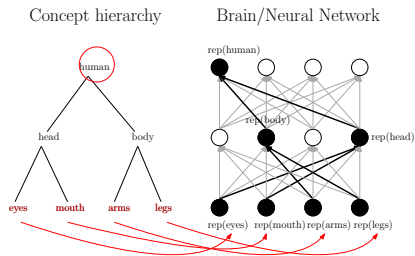 Concept hierarchy
Brain/Neural Network
rep(human)
human
rep(body)
head
body
rep(head)
eyes
mouth
arms
legs
rep(eyes)
rep(mouth)
rep(arms)
rep(legs)